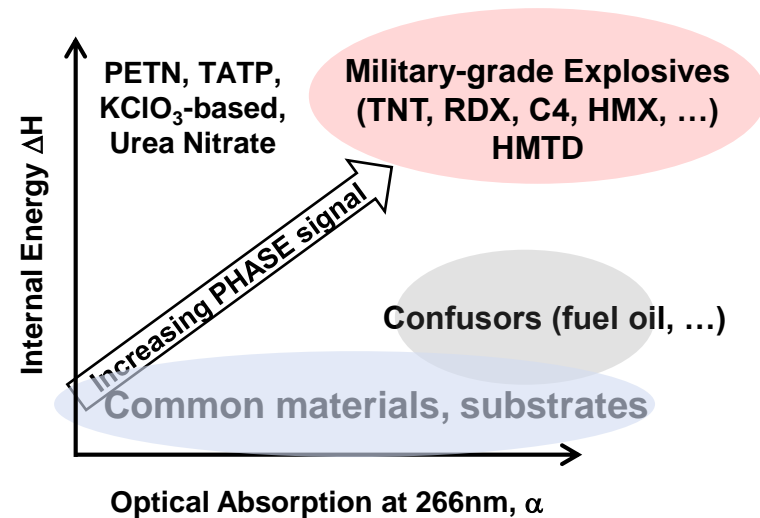 PETN, TATP,
KClO₃-based,
Urea Nitrate
Military-grade Explosives
(TNT, RDX, C4, HMX, …)
HMTD
Internal Energy ΔH
Increasing PHASE signal
Confusors (fuel oil, …)
Common materials, substrates
Optical Absorption at 266nm, α